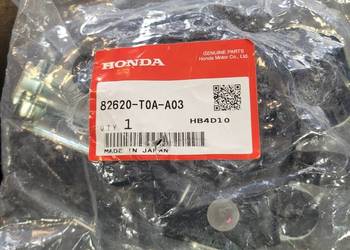 HONDA
GENUINE PARTS
Honda Motor Co., Ltd.
82620-T0A-A03
QTY 1
HB4D10
MADE IN JAPAN